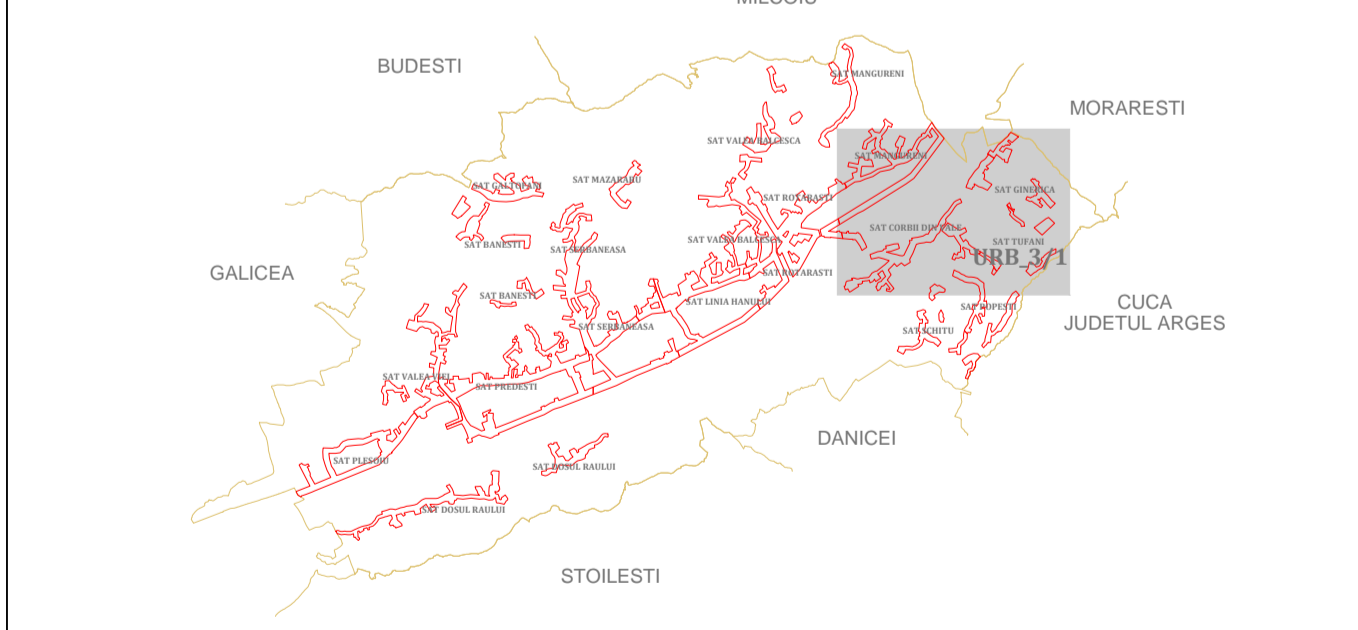 BUDESTI
SAT MANGURENI
MORARESTI
SAT VALEA BALCESCA
SAT MANGURENI
SAT GALTOFANI
SAT MAZARARU
SAT GINERICA
SAT ROTARASTI
SAT CORBII DIN VALE
SAT BANESTI
SAT SERBANEASA
SAT VALEA BALCESCA
SAT TUFANI
URB_3/1
GALICEA
SAT ROTARASTI
SAT BANESTI
SAT LINIA HANULUI
SAT POPESTI
CUCA
JUDETUL ARGES
SAT SERBANEASA
SAT SCHITU
SAT VALEA VIEI
SAT PREDESTI
DANICEI
SAT PLESOIU
SAT DOSUL RAULUI
SAT DOSUL RAULUI
STOILESTI